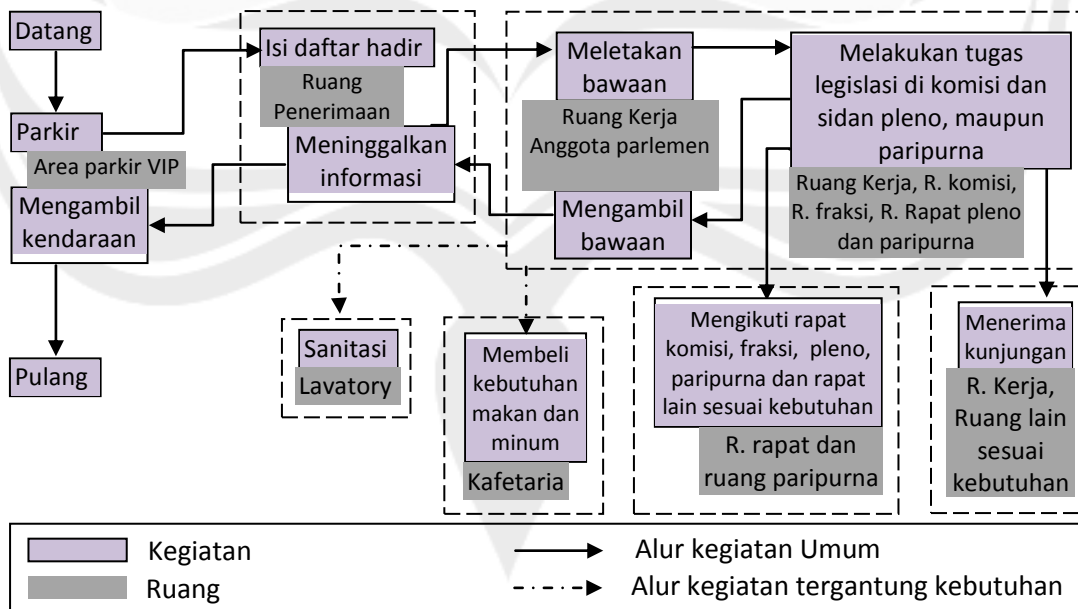 Datang
Parkir
Area parkir VIP
Mengambil
kendaraan
Pulang
Isi daftar hadir
Ruang
Penerimaan
Meninggalkan
informasi
Meletakan
bawaan
Ruang Kerja
Anggota parlemen
Mengambil
bawaan
Melakukan tugas
legislasi di komisi dan
sidan pleno, maupun
paripurna
Ruang Kerja, R. komisi,
R. fraksi, R. Rapat pleno
dan paripurna
Sanitasi
Lavatory
Membeli
kebutuhan
makan dan
minum
Kafetaria
Mengikuti rapat
komisi, fraksi, pleno,
paripurna dan rapat
lain sesuai kebutuhan
R. rapat dan
ruang paripurna
Menerima
kunjungan
R. Kerja,
Ruang lain
sesuai
kebutuhan
Kegiatan
Ruang
Alur kegiatan Umum
Alur kegiatan tergantung kebutuhan